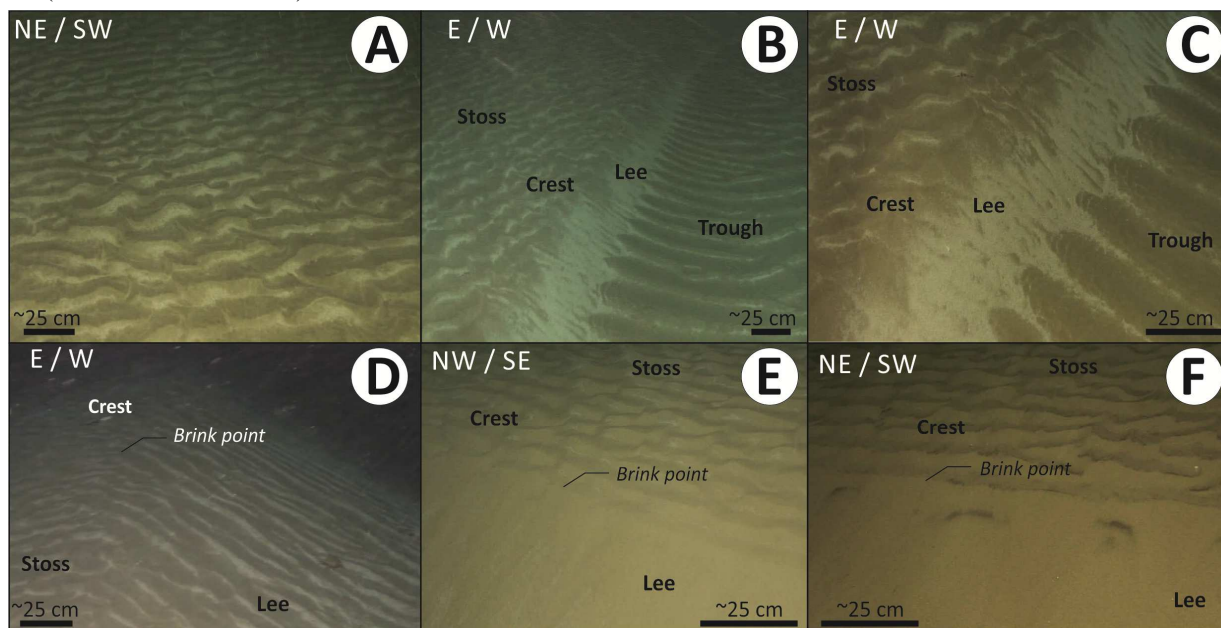 NE / SW
A
~25 cm
E / W
B
Stoss
Crest
Lee
Trough
~25 cm
E / W
C
Stoss
Crest
Lee
Trough
~25 cm
E / W
D
Crest
Brink point
Stoss
Lee
~25 cm
NW / SE
E
Stoss
Crest
Brink point
Lee
~25 cm
NE / SW
F
Stoss
Crest
Brink point
Lee
~25 cm